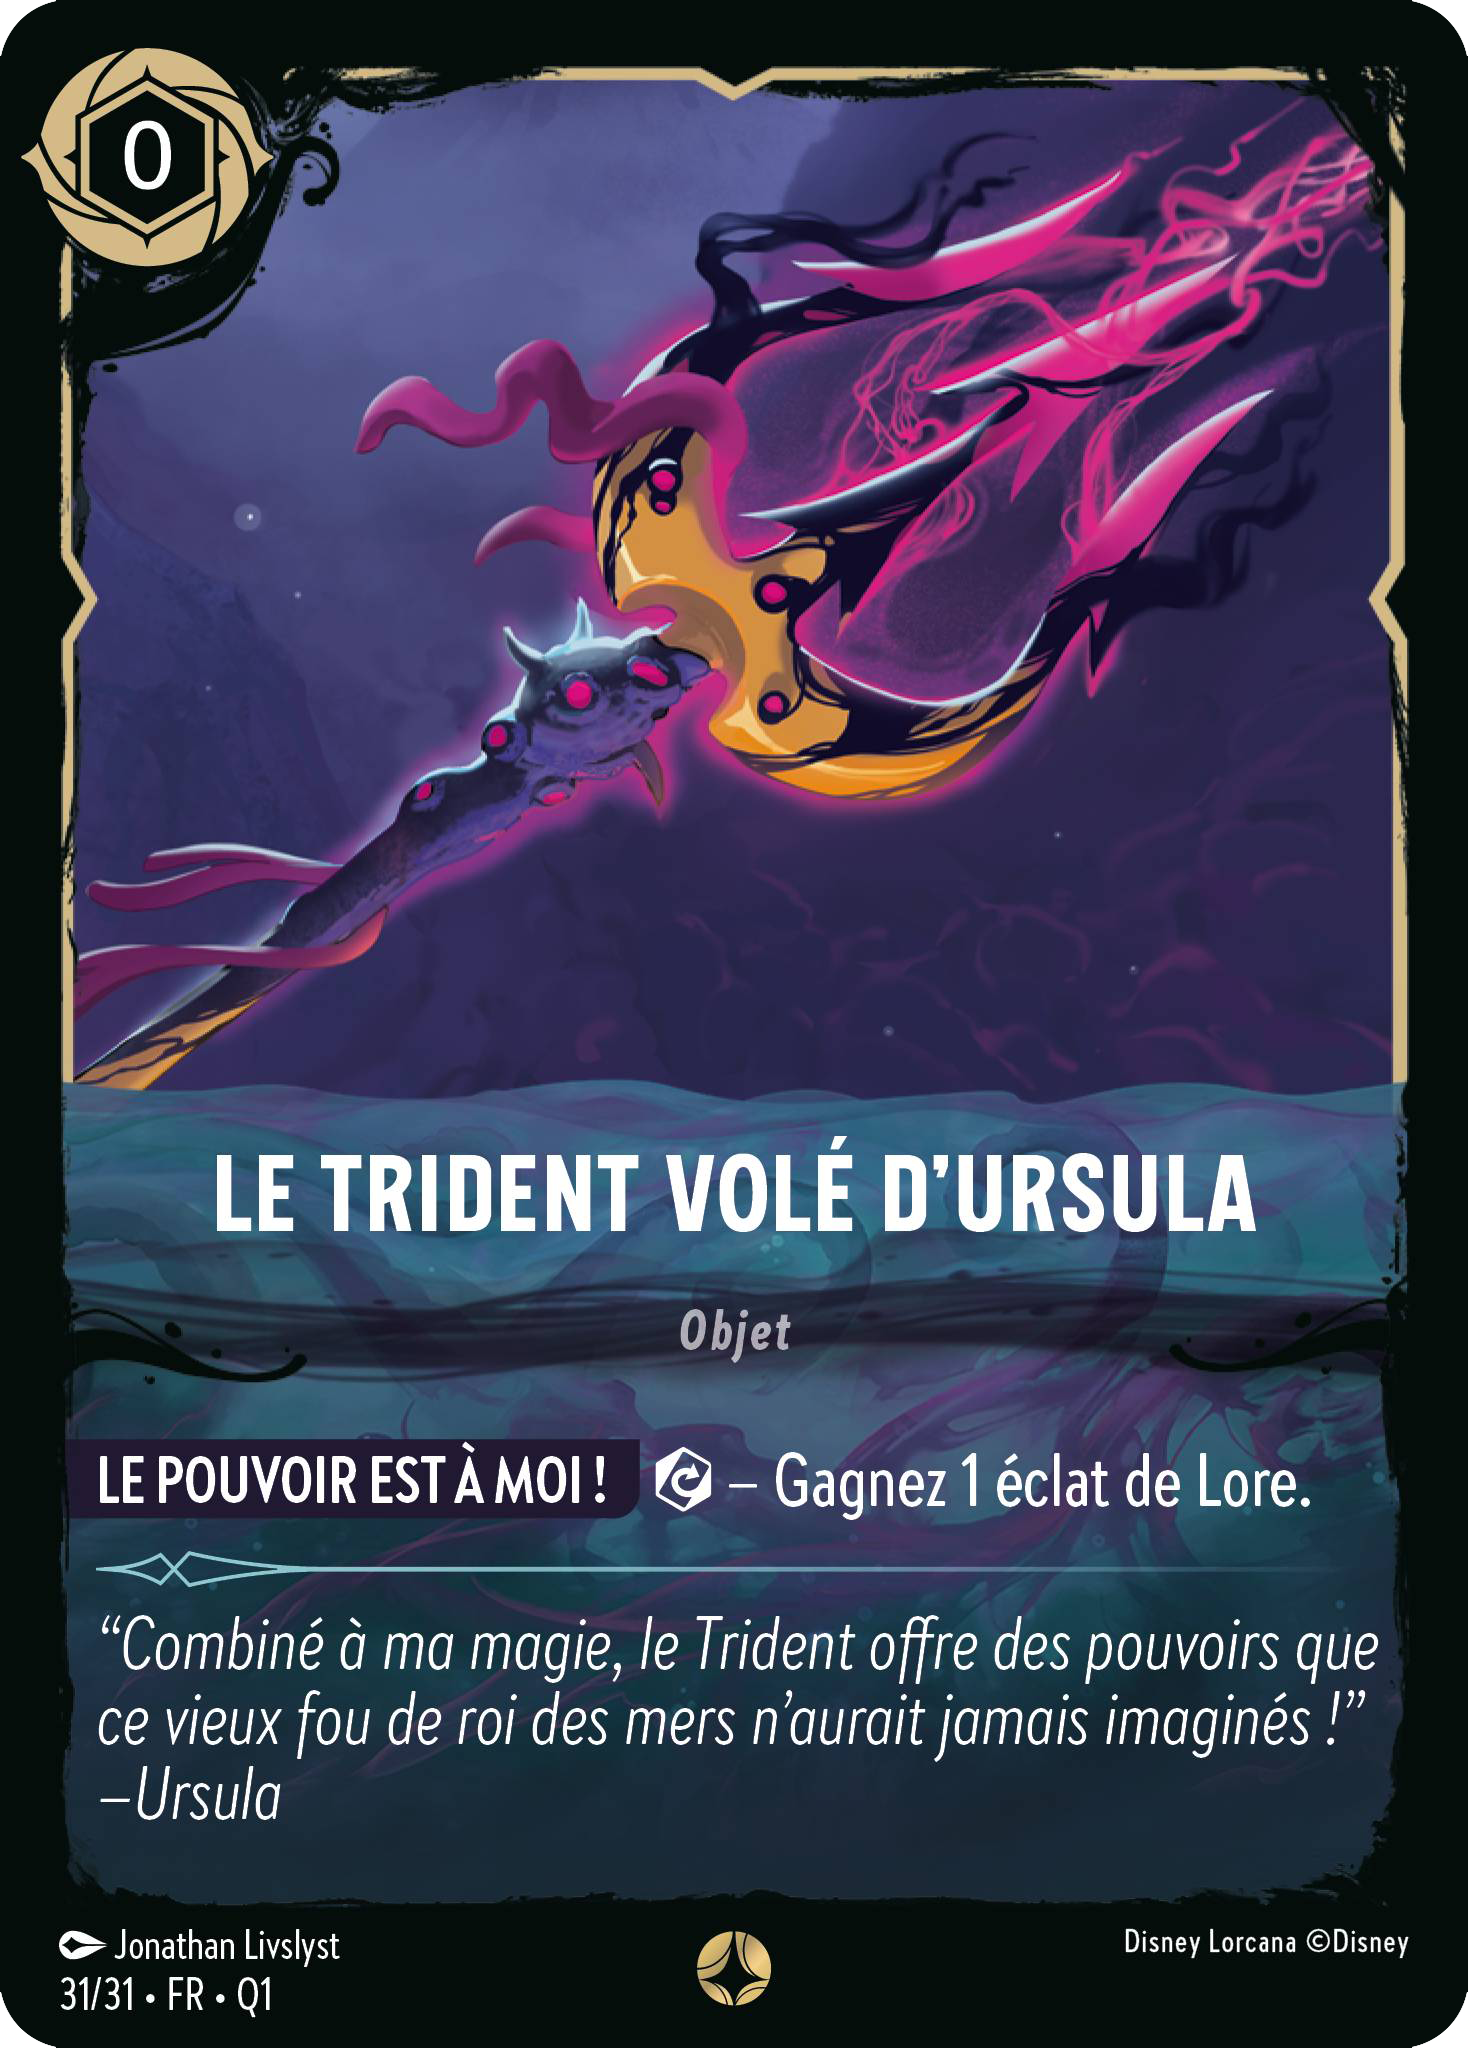 0
LE TRIDENT VOLÉ D’URSULA
Objet
LE POUVOIR EST À MOI ! – Gagnez 1 éclat de Lore.
“Combiné à ma magie, le Trident offre des pouvoirs que
ce vieux fou de roi des mers n’aurait jamais imaginés !”
–Ursula
Jonathan Livslyst
Disney Lorcana ©Disney
31/31 • FR • Q1